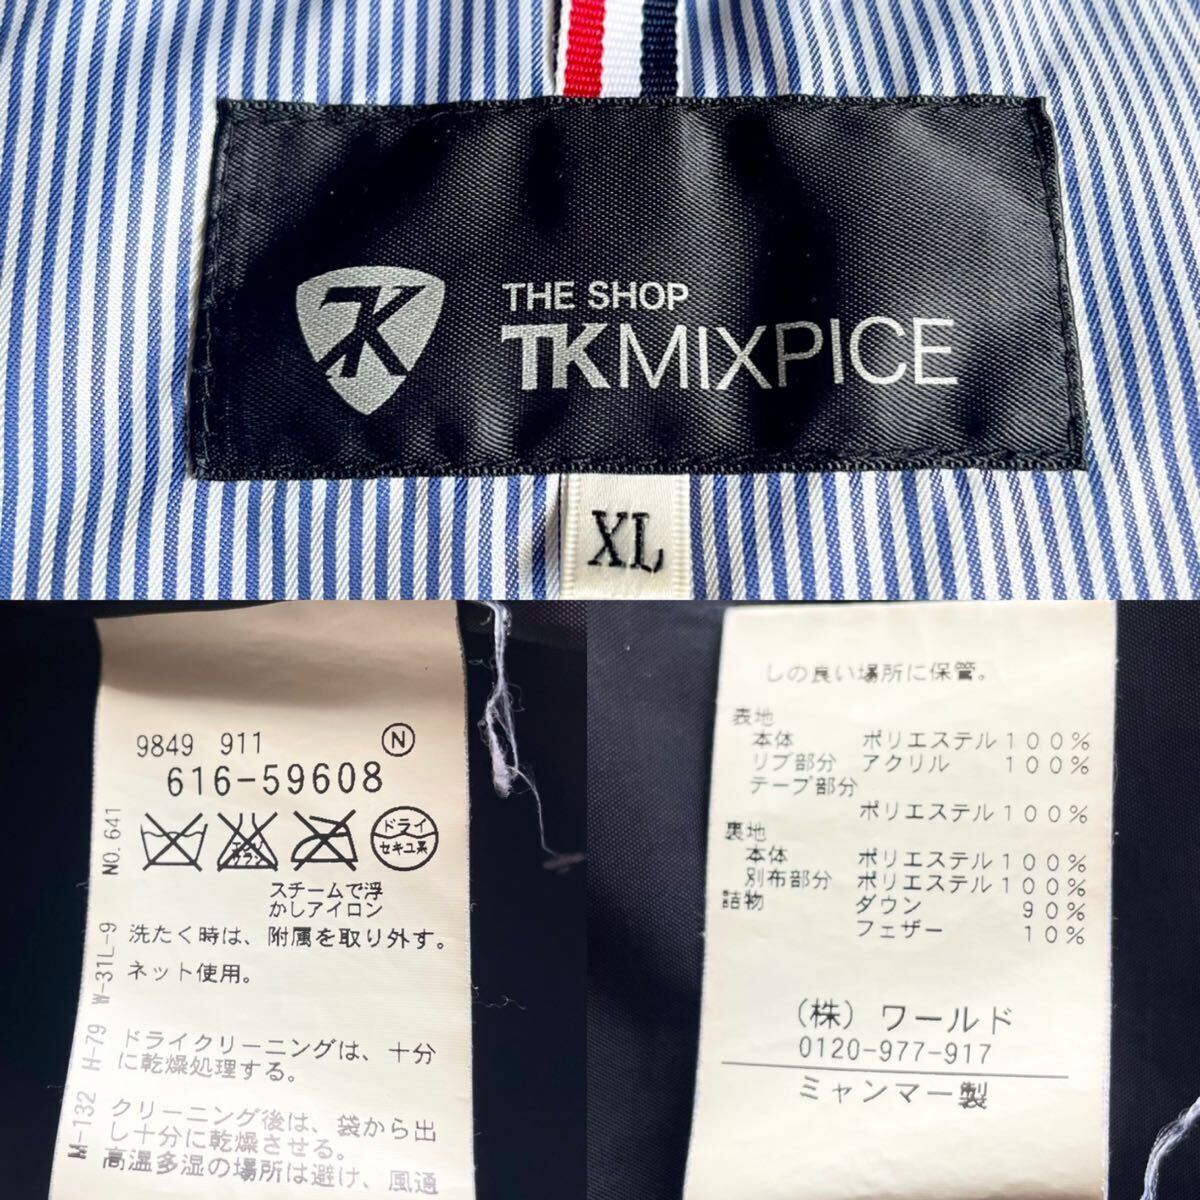 TK
THE SHOP
TKMIXPICE
XL
9849 911 N
616-59608
エンソ
サラシ
ドライ
セキユ系
スチームで浮
かしアイロン
洗たく時は、附属を取り外す。
ネット使用。
ドライクリーニングは、十分
に乾燥処理する。
クリーニング後は、袋から出
し十分に乾燥させる。
高温多湿の場所は避け、風通
M-132 H-79 W-31L-9 NO.641
しの良い場所に保管。
表地
本体 ポリエステル100%
リブ部分 アクリル 100%
テープ部分
ポリエステル100%
裏地
本体 ポリエステル100%
別布部分 ポリエステル100%
詰物 ダウン 90%
フェザー 10%
(株) ワールド
0120-977-917
ミャンマー製